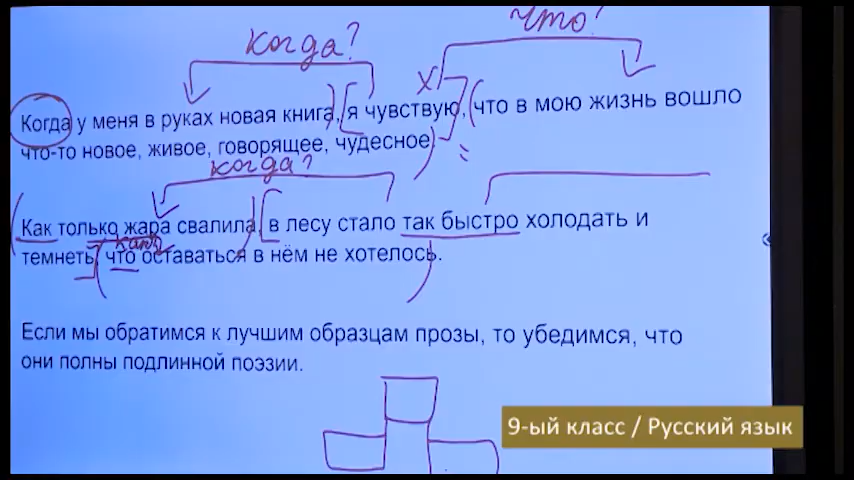 Что?
Когда?
х
Когда у меня в руках новая книга, я чувствую, что в мою жизнь вошло
что-то новое, живое, говорящее, чудесное
когда?
Как только жара свалила, в лесу стало так быстро холодать и
темнеть, что оставаться в нём не хотелось.
Если мы обратимся к лучшим образцам прозы, то убедимся, что
они полны подлинной поэзии.
9-ый класс / Русский язык